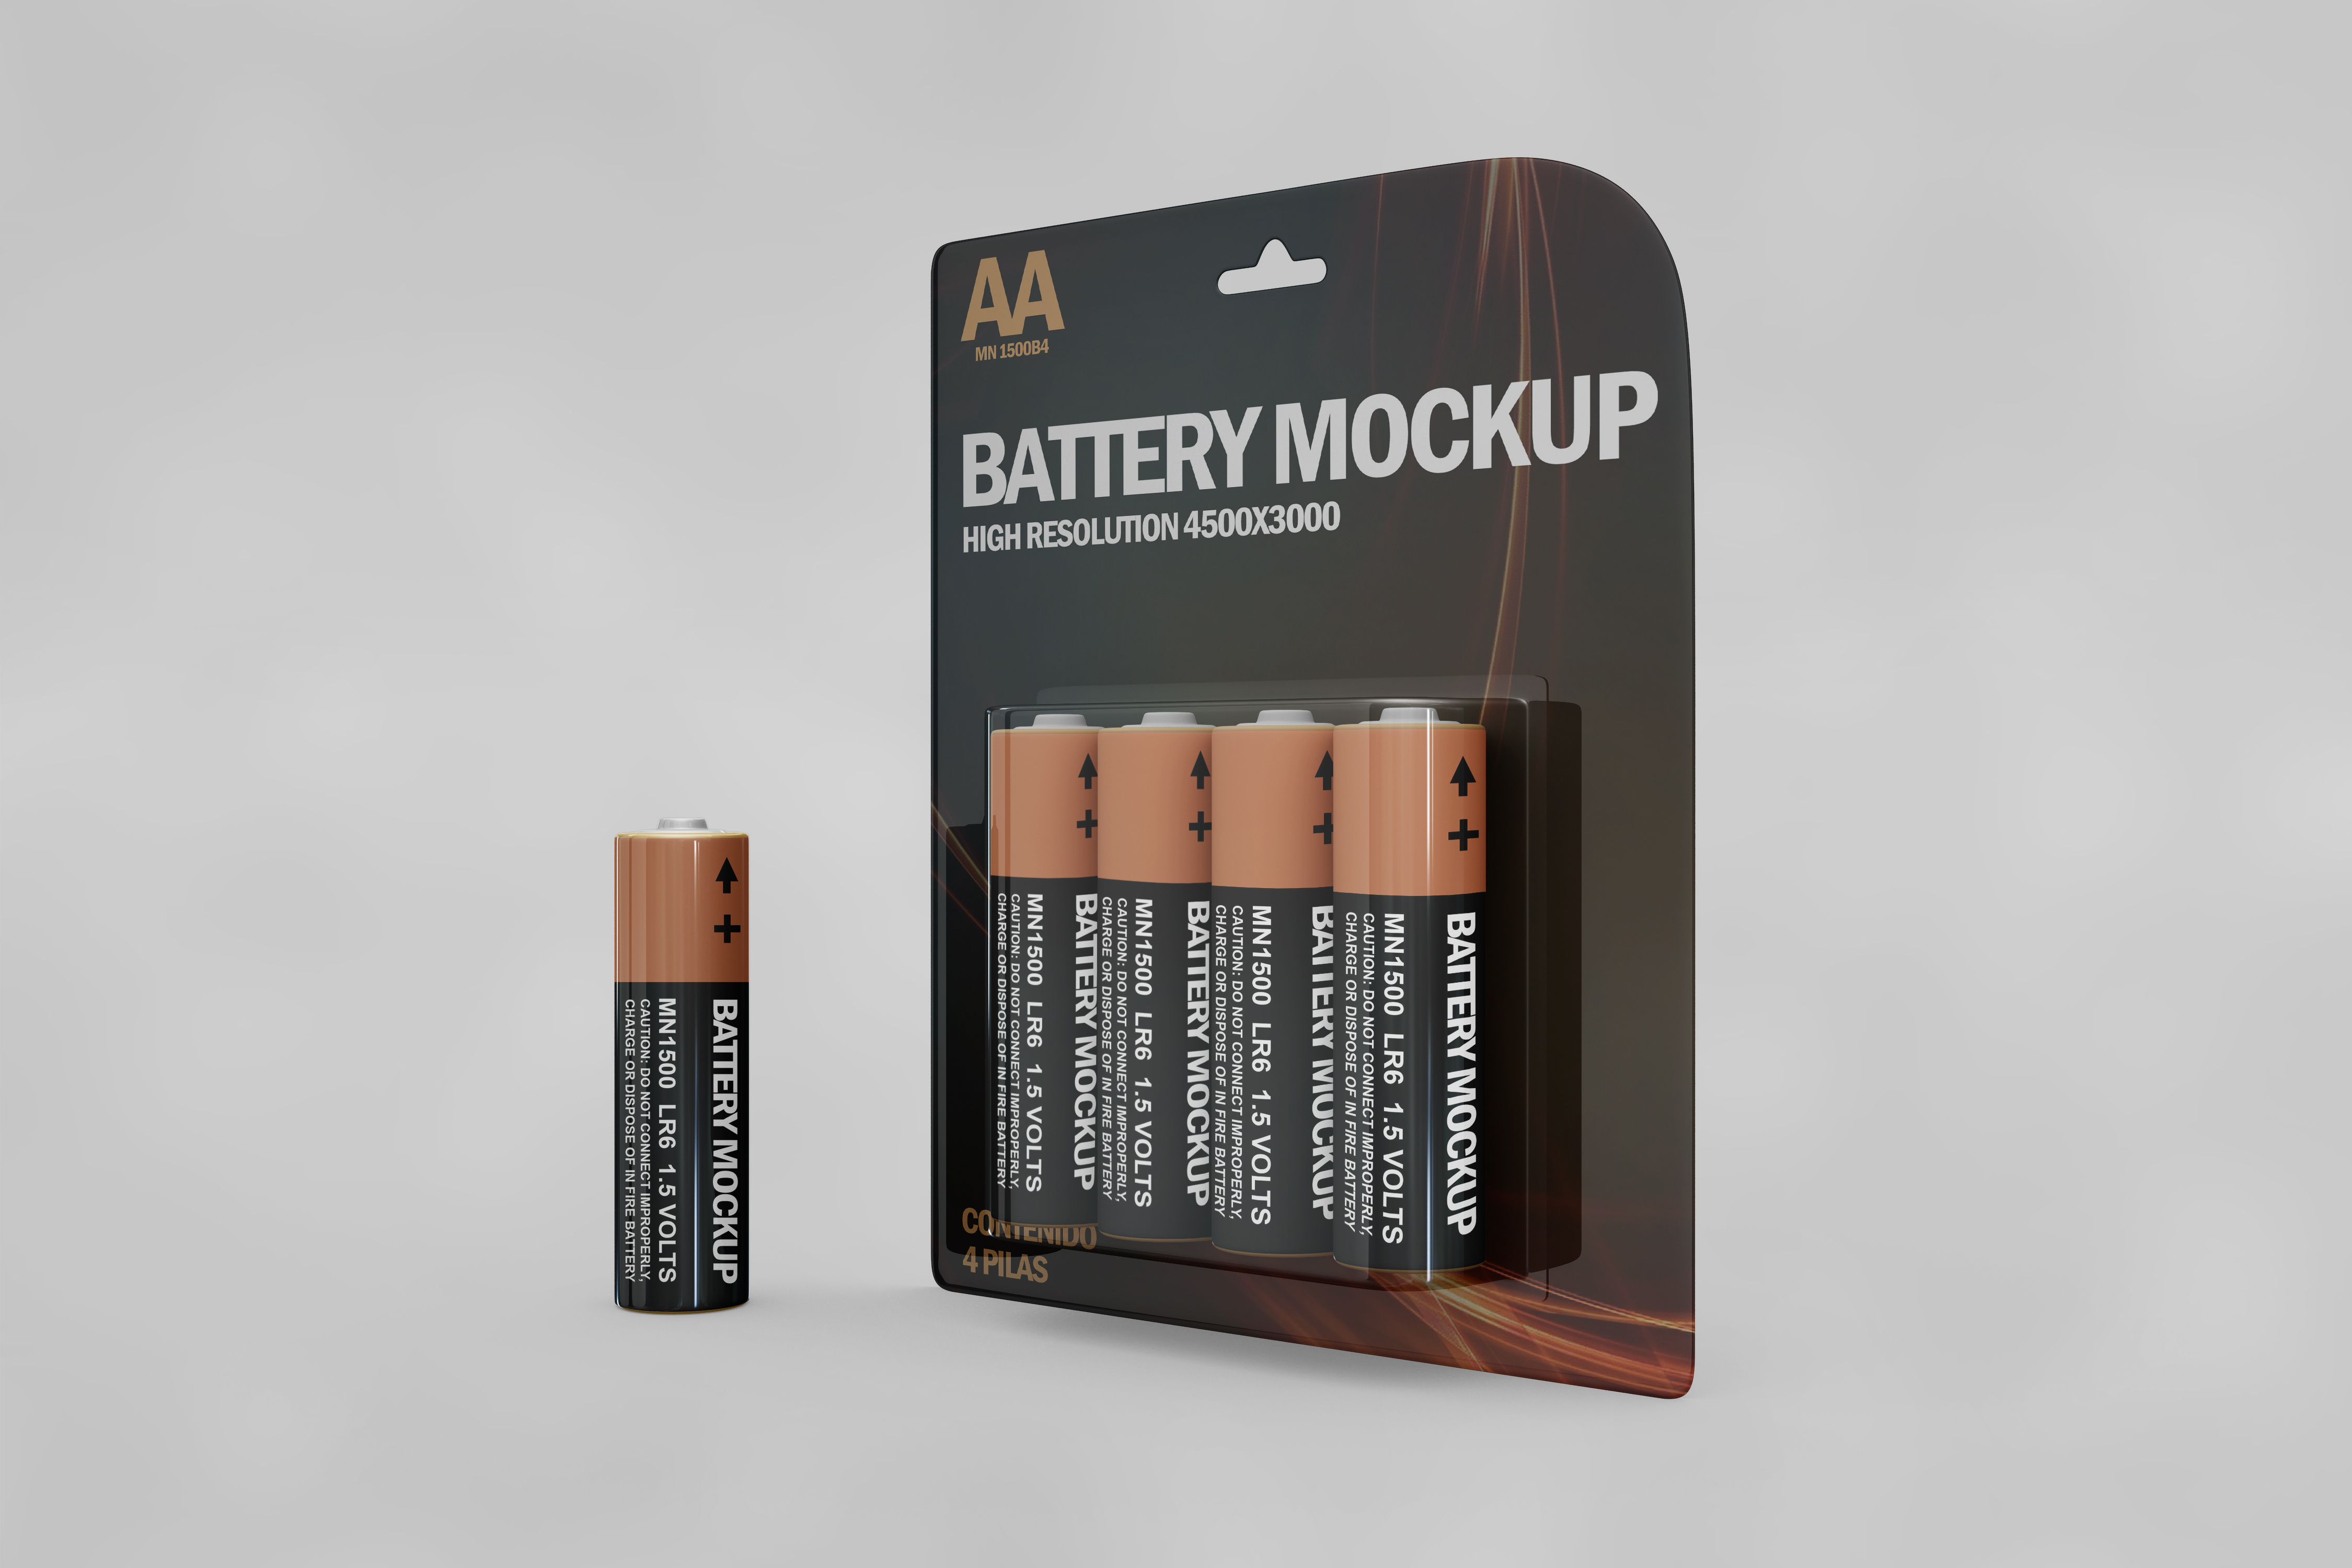 AA
MN 1500B4
BATTERY MOCKUP
HIGH RESOLUTION 4500X3000
CONTENIDO
4 PILAS
BATTERY MOCKUP
MN1500 LR6 1.5 VOLTS
CAUTION: DO NOT CONNECT IMPROPERLY,
CHARGE OR DISPOSE OF IN FIRE BATTERY
BATTERY MOCKUP
MN1500 LR6 1.5 VOLTS
CAUTION: DO NOT CONNECT IMPROPERLY,
CHARGE OR DISPOSE OF IN FIRE BATTERY
BATTERY MOCKUP
MN1500 LR6 1.5 VOLTS
CAUTION: DO NOT CONNECT IMPROPERLY,
CHARGE OR DISPOSE OF IN FIRE BATTERY
BATTERY MOCKUP
MN1500 LR6 1.5 VOLTS
CAUTION: DO NOT CONNECT IMPROPERLY,
CHARGE OR DISPOSE OF IN FIRE BATTERY
BATTERY MOCKUP
MN1500 LR6 1.5 VOLTS
CAUTION: DO NOT CONNECT IMPROPERLY,
CHARGE OR DISPOSE OF IN FIRE BATTERY